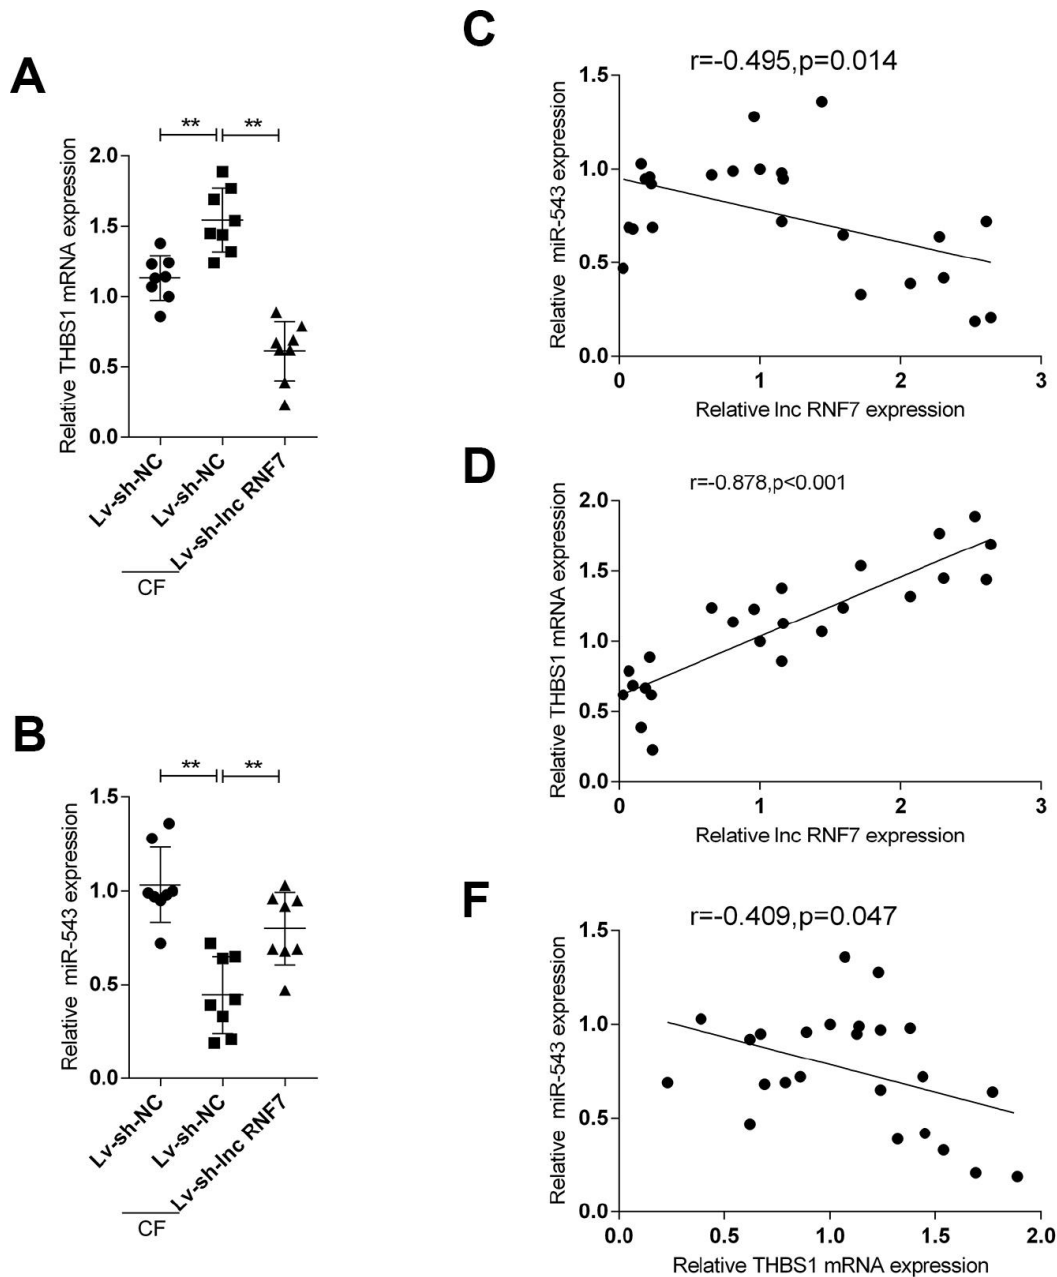 A
** **
Relative THBS1 mRNA expression
2.0
1.5
1.0
0.5
0.0
Lv-sh-NC
Lv-sh-NC
Lv-sh-lnc RNF7
CF
B
** **
Relative miR-543 expression
1.5
1.0
0.5
0.0
Lv-sh-NC
Lv-sh-NC
Lv-sh-lnc RNF7
CF
C
r=-0.495,p=0.014
Relative miR-543 expression
1.5
1.0
0.5
0.0
0 1 2 3
Relative lnc RNF7 expression
D
r=-0.878,p<0.001
Relative THBS1 mRNA expression
2.0
1.5
1.0
0.5
0.0
0 1 2 3
Relative lnc RNF7 expression
F
r=-0.409,p=0.047
Relative miR-543 expression
1.5
1.0
0.5
0.0
0.0 0.5 1.0 1.5 2.0
Relative THBS1 mRNA expression